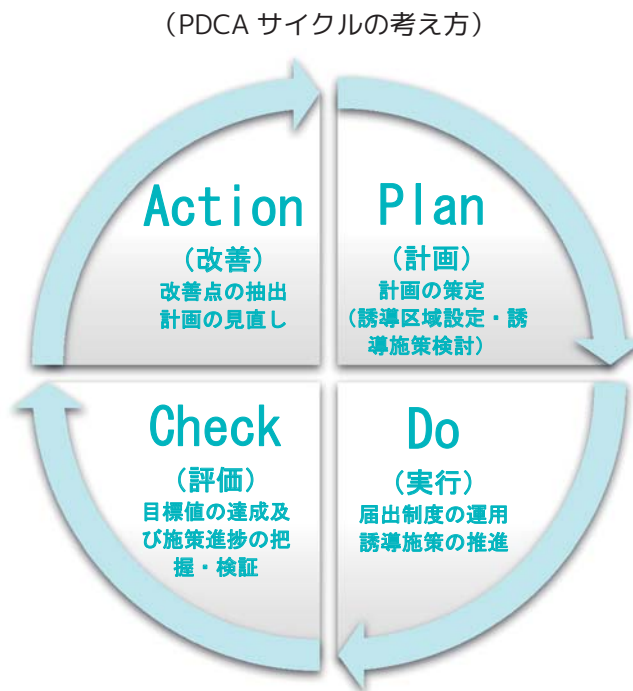 （PDCA サイクルの考え方）
Action
（改善）
改善点の抽出
計画の見直し
Plan
（計画）
計画の策定
（誘導区域設定・誘
導施策検討）
Check
（評価）
目標値の達成及
び施策進捗の把
握・検証
Do
（実行）
届出制度の運用
誘導施策の推進